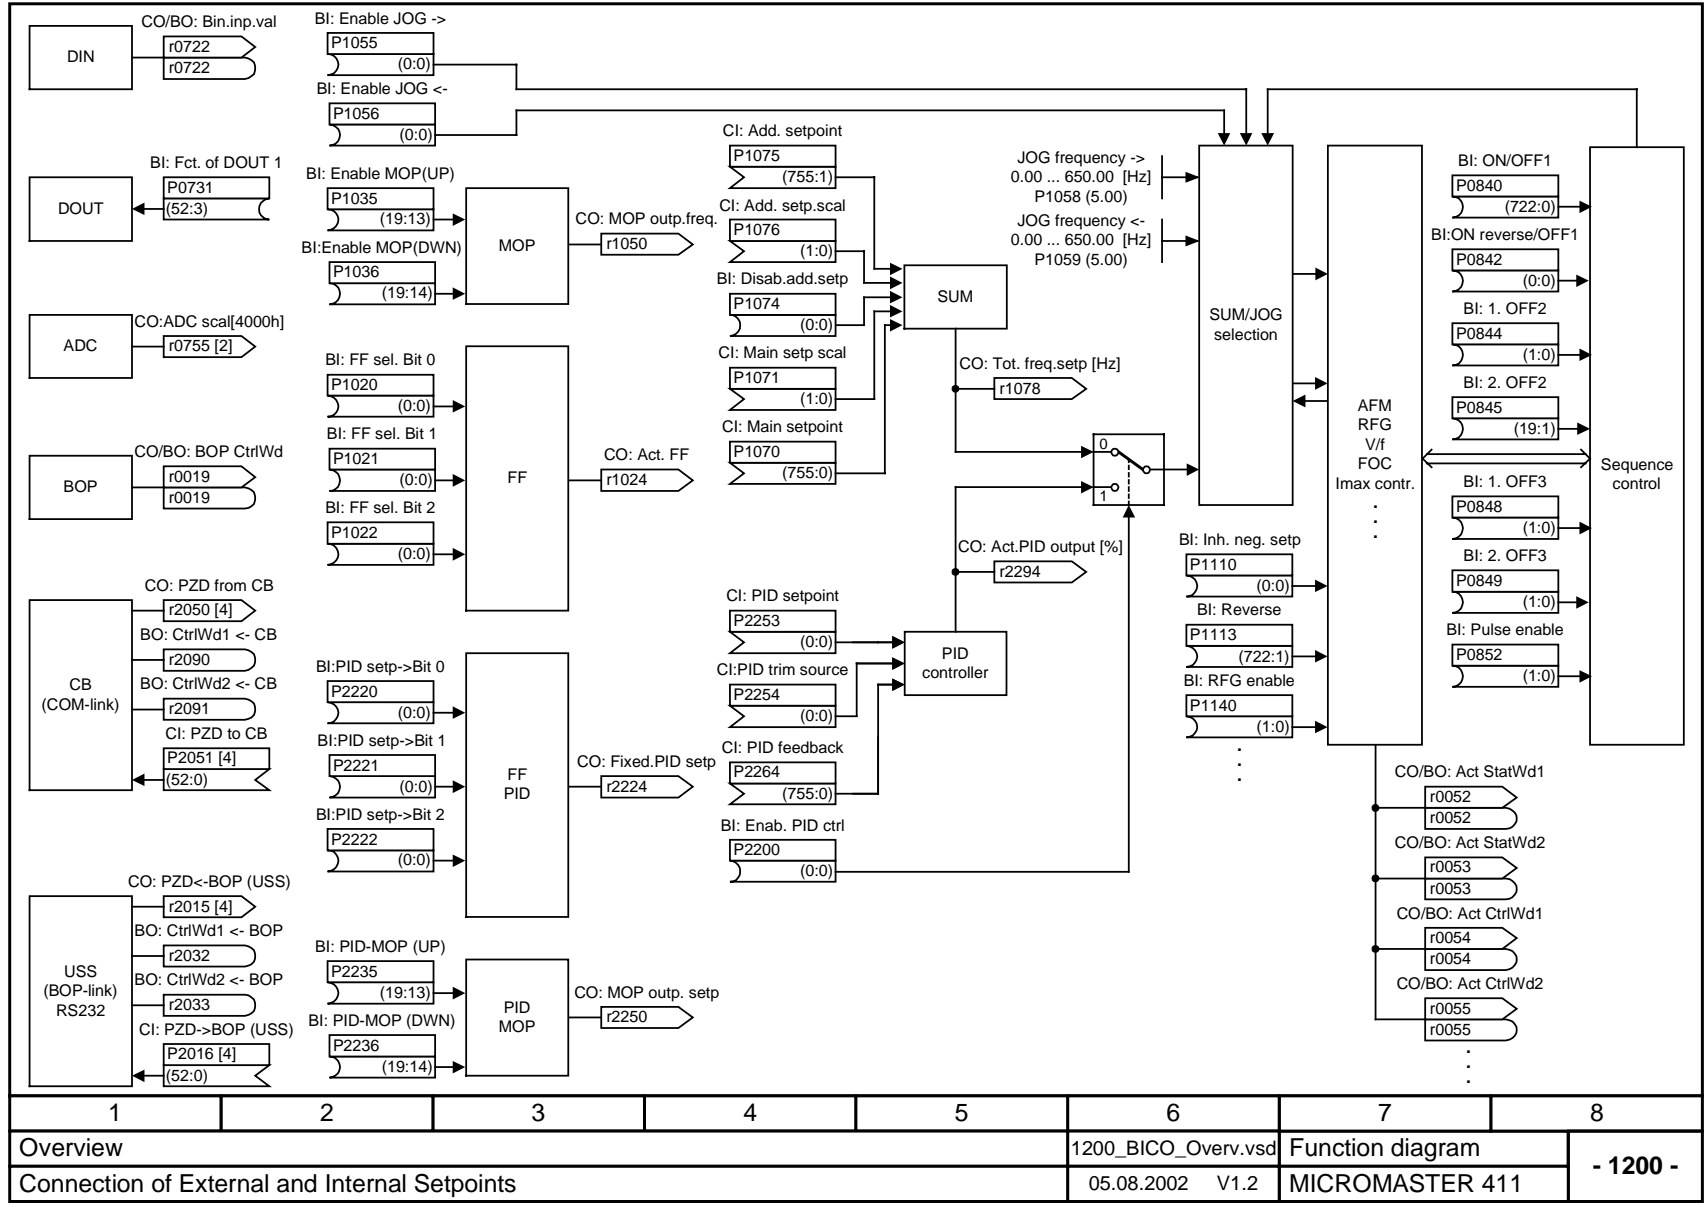 DIN
CO/BO: Bin.inp.val
r0722
r0722
DOUT
BI: Fct. of DOUT 1
P0731
(52:3)
ADC
CO:ADC scal[4000h]
r0755 [2]
BOP
CO/BO: BOP CtrlWd
r0019
r0019
CB
(COM-link)
CO: PZD from CB
r2050 [4]
BO: CtrlWd1 <- CB
r2090
BO: CtrlWd2 <- CB
r2091
CI: PZD to CB
P2051 [4]
(52:0)
USS
(BOP-link)
RS232
CO: PZD<-BOP (USS)
r2015 [4]
BO: CtrlWd1 <- BOP
r2032
BO: CtrlWd2 <- BOP
r2033
CI: PZD->BOP (USS)
P2016 [4]
(52:0)
BI: Enable JOG ->
P1055
(0:0)
BI: Enable JOG <-
P1056
(0:0)
BI: Enable MOP(UP)
P1035
(19:13)
BI:Enable MOP(DWN)
P1036
(19:14)
MOP
CO: MOP outp.freq.
r1050
BI: FF sel. Bit 0
P1020
(0:0)
BI: FF sel. Bit 1
P1021
(0:0)
BI: FF sel. Bit 2
P1022
(0:0)
FF
CO: Act. FF
r1024
BI:PID setp->Bit 0
P2220
(0:0)
BI:PID setp->Bit 1
P2221
(0:0)
BI:PID setp->Bit 2
P2222
(0:0)
FF
PID
CO: Fixed.PID setp
r2224
BI: PID-MOP (UP)
P2235
(19:13)
BI: PID-MOP (DWN)
P2236
(19:14)
PID
MOP
CO: MOP outp. setp
r2250
CI: Add. setpoint
P1075
(755:1)
CI: Add. setp.scal
P1076
(1:0)
BI: Disab.add.setp
P1074
(0:0)
CI: Main setp scal
P1071
(1:0)
CI: Main setpoint
P1070
(755:0)
SUM
CO: Tot. freq.setp [Hz]
r1078
CO: Act.PID output [%]
r2294
CI: PID setpoint
P2253
(0:0)
CI:PID trim source
P2254
(0:0)
CI: PID feedback
P2264
(755:0)
BI: Enab. PID ctrl
P2200
(0:0)
PID
controller
0
1
JOG frequency ->
0.00 ... 650.00 [Hz]
P1058 (5.00)
JOG frequency <-
0.00 ... 650.00 [Hz]
P1059 (5.00)
SUM/JOG
selection
BI: Inh. neg. setp
P1110
(0:0)
BI: Reverse
P1113
(722:1)
BI: RFG enable
P1140
(1:0)
.
.
.
AFM
RFG
V/f
FOC
Imax contr.
.
.
.
BI: ON/OFF1
P0840
(722:0)
BI:ON reverse/OFF1
P0842
(0:0)
BI: 1. OFF2
P0844
(1:0)
BI: 2. OFF2
P0845
(19:1)
BI: 1. OFF3
P0848
(1:0)
BI: 2. OFF3
P0849
(1:0)
BI: Pulse enable
P0852
(1:0)
Sequence
control
CO/BO: Act StatWd1
r0052
r0052
CO/BO: Act StatWd2
r0053
r0053
CO/BO: Act CtrlWd1
r0054
r0054
CO/BO: Act CtrlWd2
r0055
r0055
.
.
.
1 2 3 4 5 6 7 8
Overview
1200_BICO_Overv.vsd
Function diagram
- 1200 -
Connection of External and Internal Setpoints
05.08.2002 V1.2
MICROMASTER 411